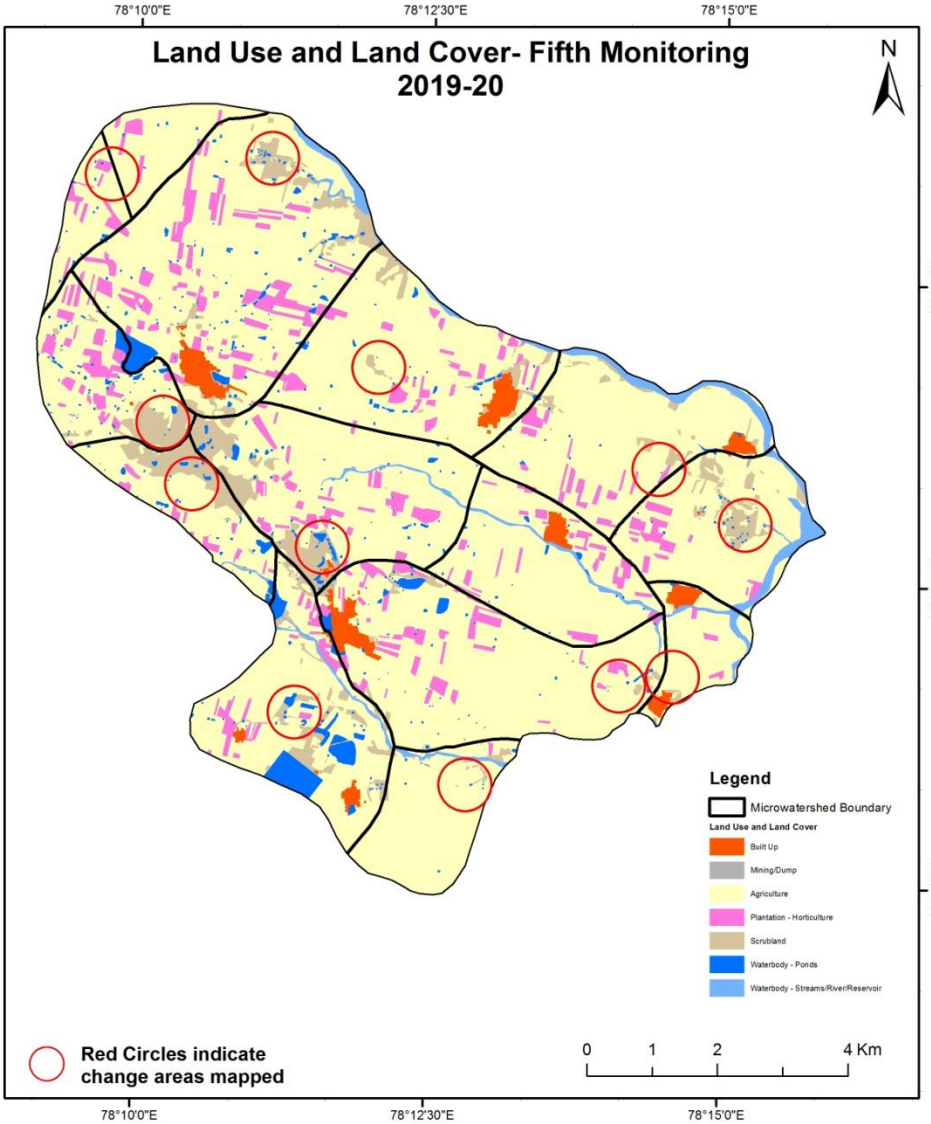 78°10'0"E 78°12'30"E 78°15'0"E
Land Use and Land Cover- Fifth Monitoring
2019-20
N
Legend
Microwatershed Boundary
Land Use and Land Cover
Built Up
Mining/Dump
Agriculture
Plantation - Horticulture
Scrubland
Waterbody - Ponds
Waterbody - Streams/River/Reservoir
Red Circles indicate
change areas mapped
0 1 2 4 Km
78°10'0"E 78°12'30"E 78°15'0"E